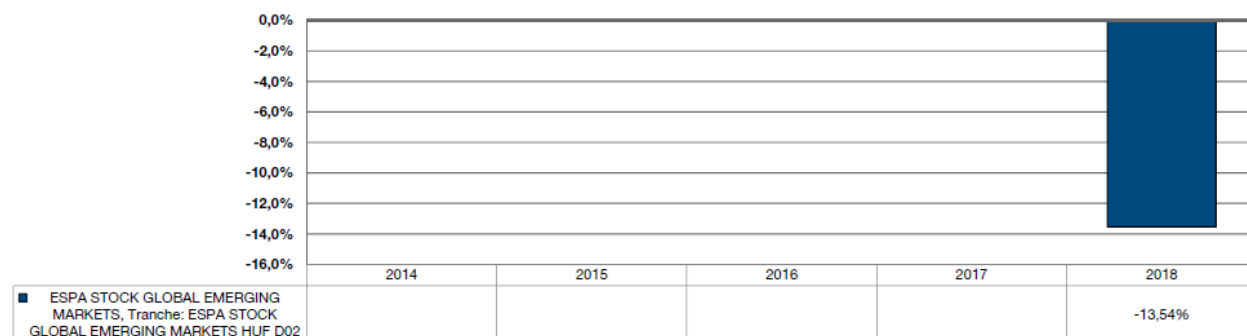 0,0%
-2,0%
-4,0%
-6,0%
-8,0%
-10,0%
-12,0%
-14,0%
-16,0%
2014 2015 2016 2017 2018
ESPA STOCK GLOBAL EMERGING
MARKETS, Tranche: ESPA STOCK
GLOBAL EMERGING MARKETS HUF D02
-13,54%